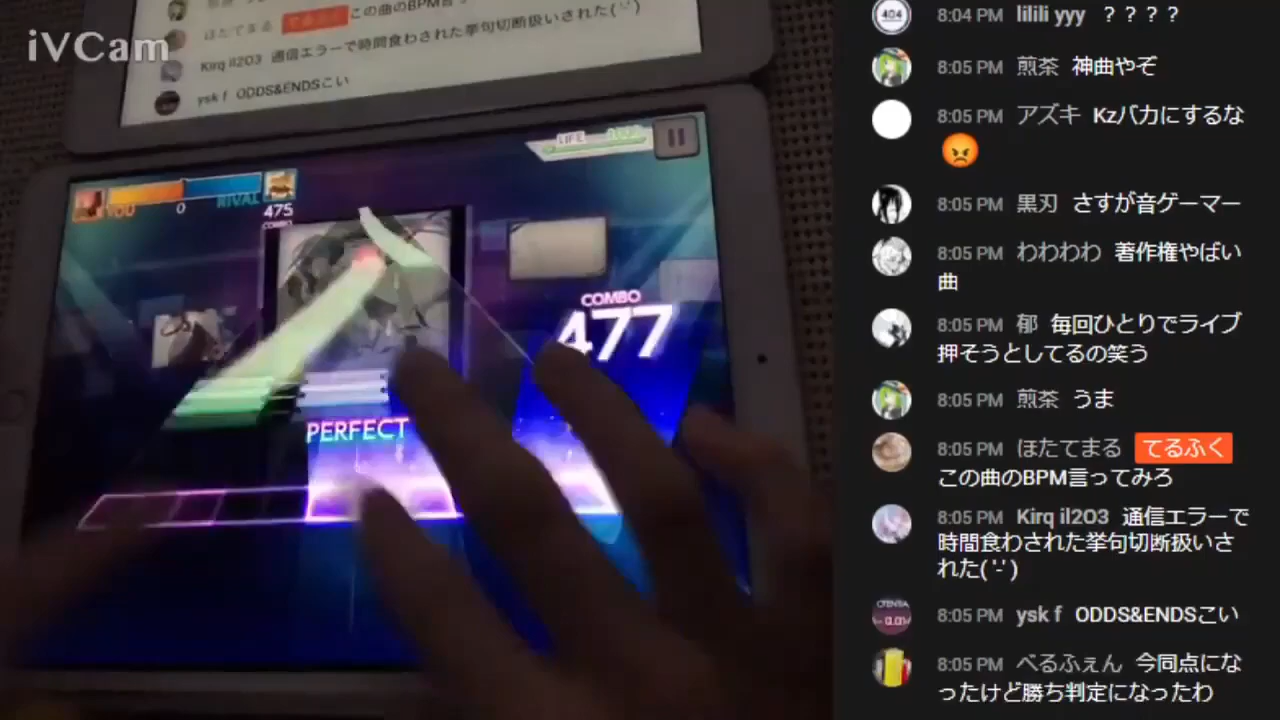 iVCam
ほたてまる てるふく この曲のBPM言っ
Kirq il2O3 通信エラーで時間食わされた挙句切断扱いされた( '-' )
ysk f ODDS&ENDSこい
LIFE
YOU
0
RIVAL
475
COMBO
COMBO
477
PERFECT
404
8:04 PM lilili yyy ？？？？
8:05 PM 煎茶 神曲やぞ
8:05 PM アズキ Kzバカにするな
8:05 PM 黒刃 さすが音ゲーマー
8:05 PM わわわわ 著作権やばい
曲
8:05 PM 郁 毎回ひとりでライブ
押そうとしてるの笑う
8:05 PM 煎茶 うま
8:05 PM ほたてまる てるふく
この曲のBPM言ってみろ
8:05 PM Kirq il2O3 通信エラーで
時間食わされた挙句切断扱いさ
れた( '-' )
8:05 PM ysk f ODDS&ENDSこい
8:05 PM べるふぇん 今同点にな
ったけど勝ち判定になったわ